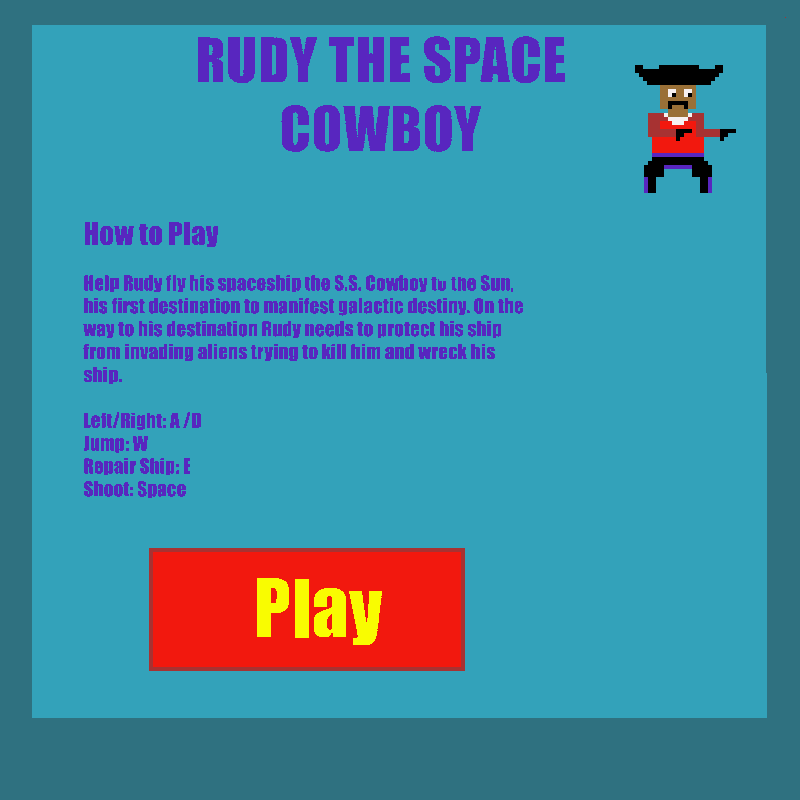 RUDY THE SPACE
COWBOY
How to Play
Help Rudy fly his spaceship the S.S. Cowboy to the Sun,
his first destination to manifest galactic destiny. On the
way to his destination Rudy needs to protect his ship
from invading aliens trying to kill him and wreck his
ship.
Left/Right: A /D
Jump: W
Repair Ship: E
Shoot: Space
Play